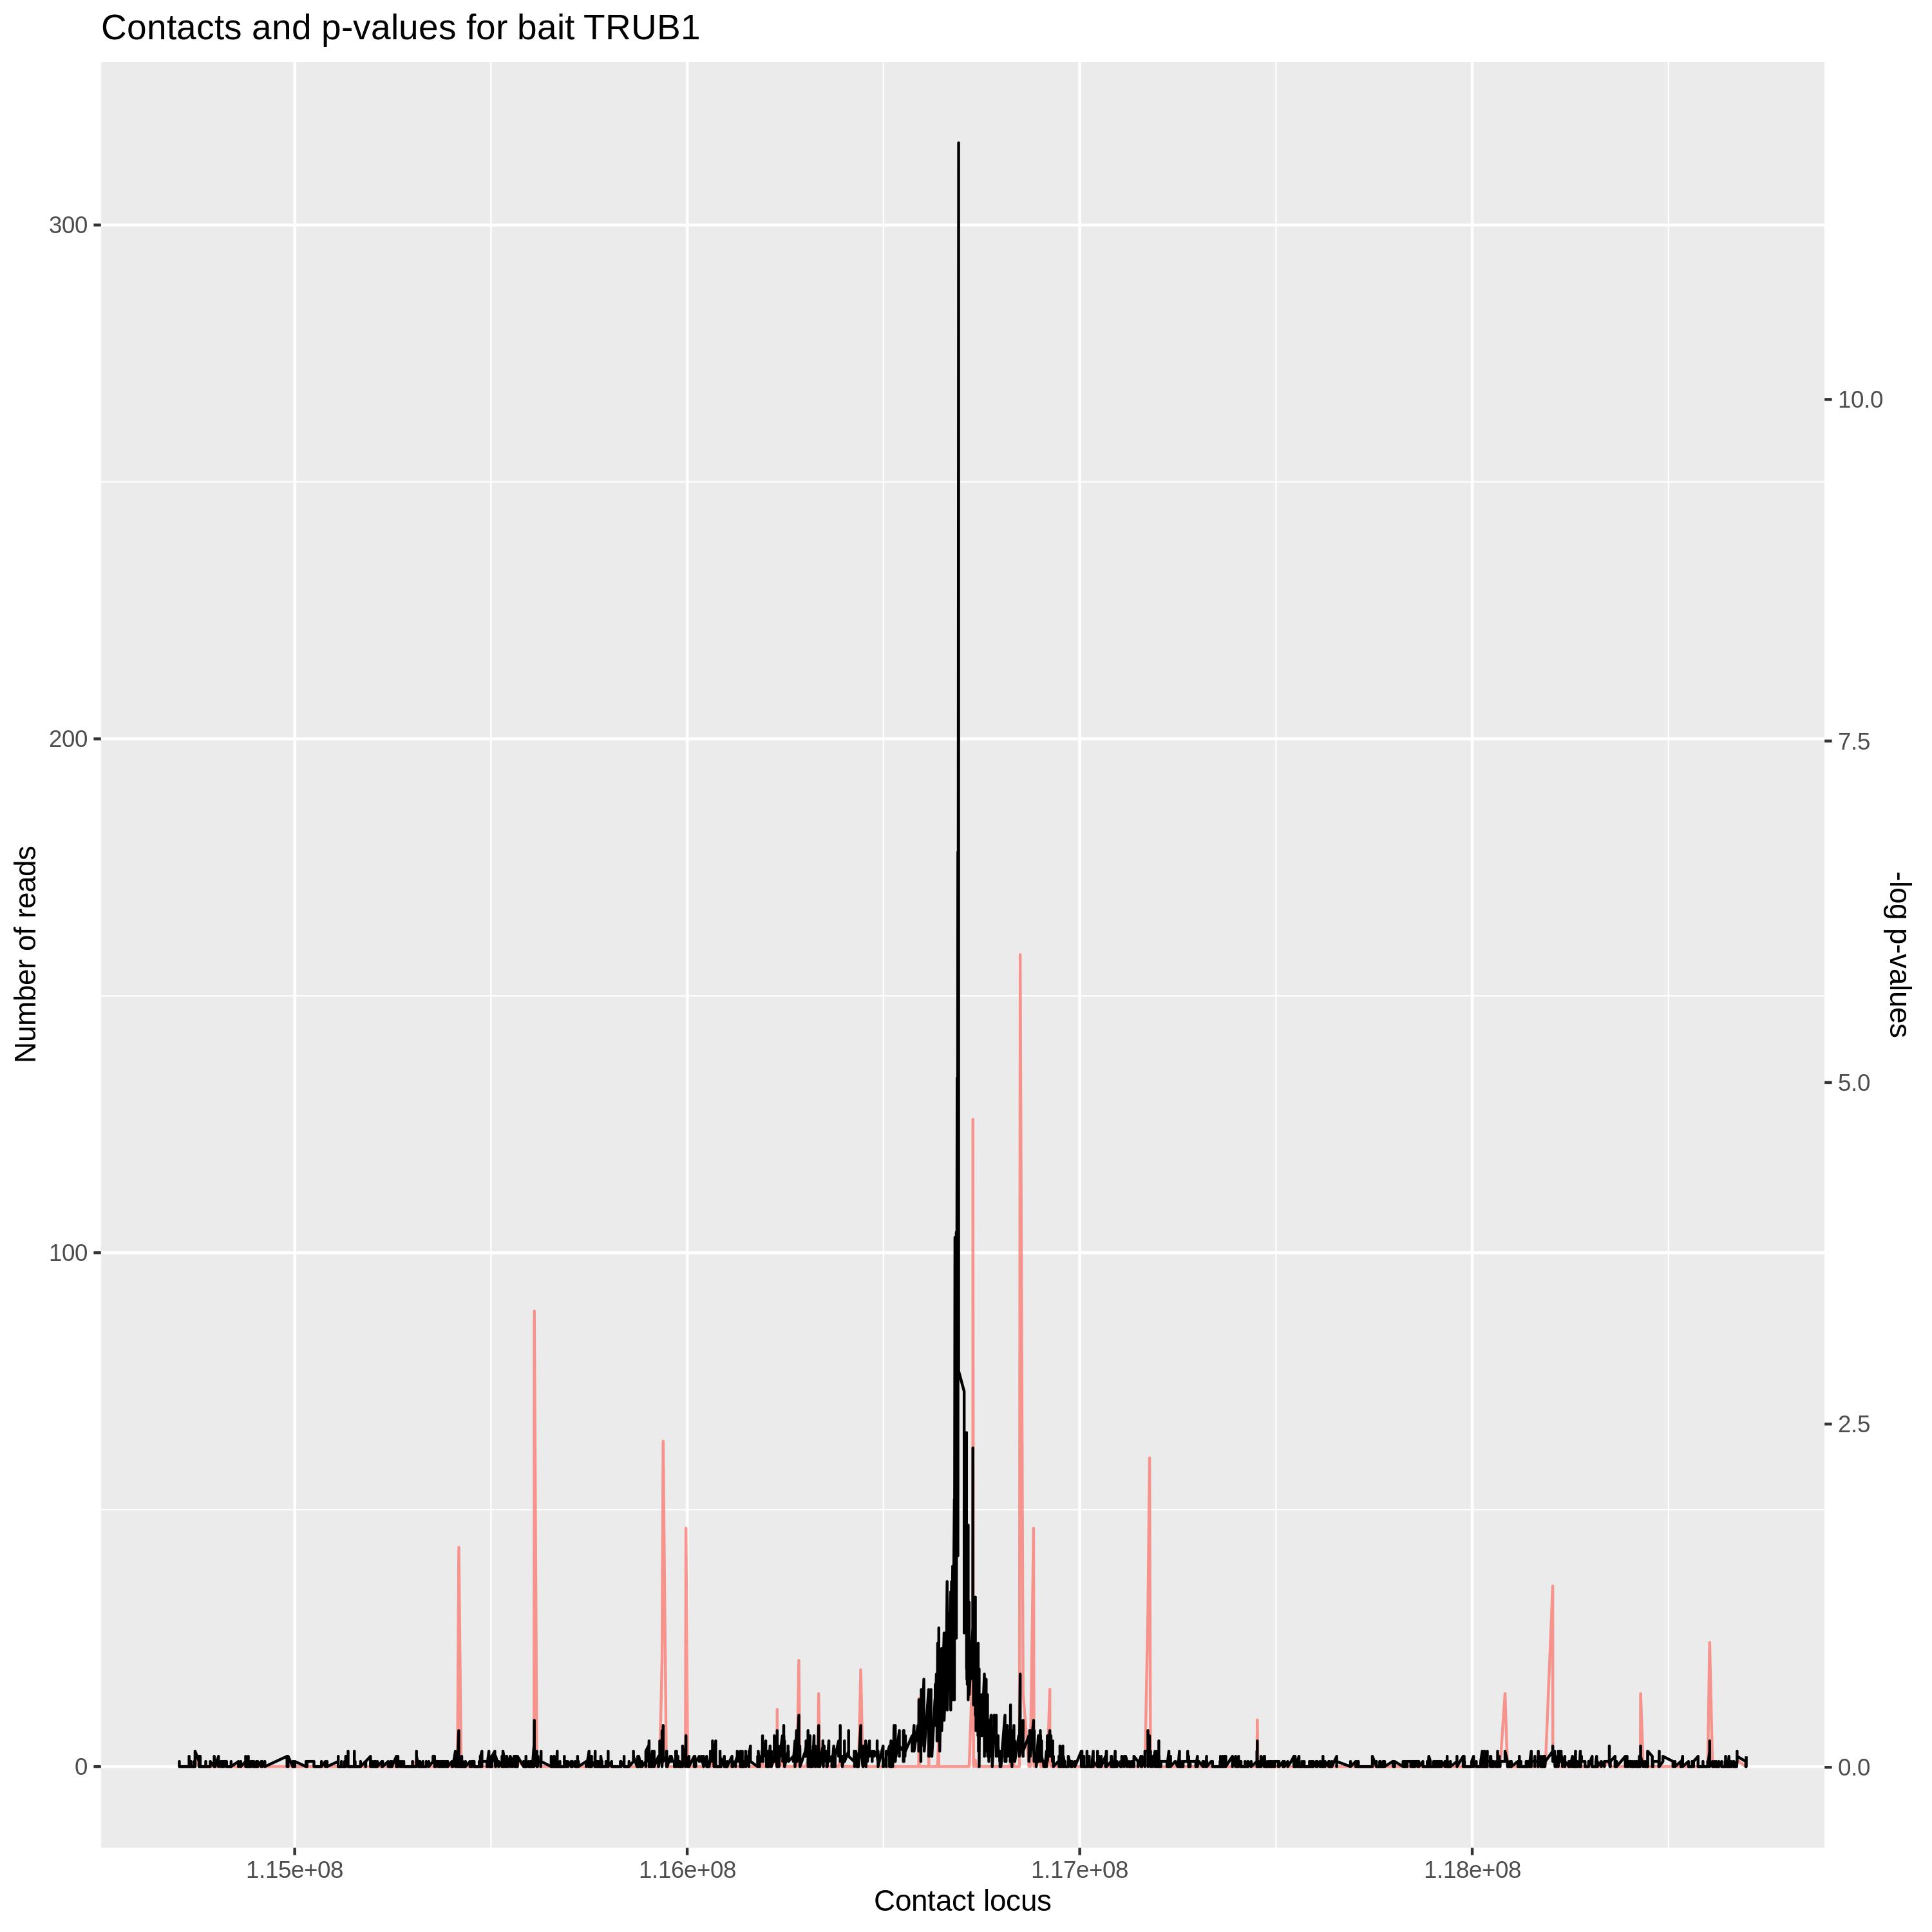 Contacts and p-values for bait TRUB1
300
200
100
0
Number of reads
10.0
7.5
5.0
2.5
0.0
-log p-values
1.15e+08
1.16e+08
1.17e+08
1.18e+08
Contact locus